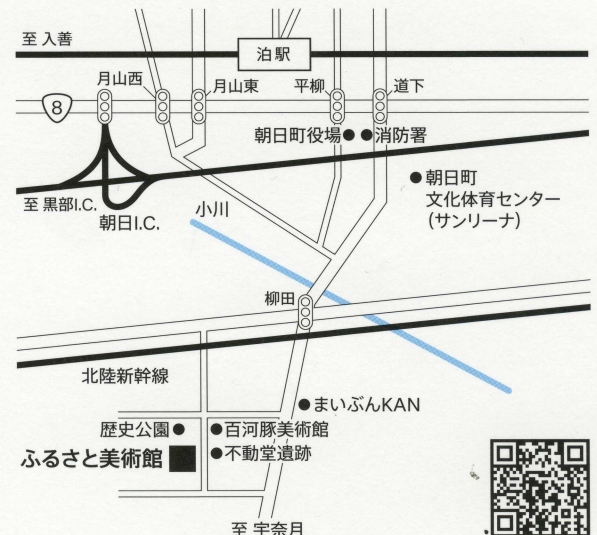 至 入善
泊駅
月山西
月山東
平柳
道下
8
朝日町役場
消防署
朝日町
文化体育センター
(サンリーナ)
至 黒部I.C.
朝日I.C.
小川
柳田
北陸新幹線
まいぶんKAN
歴史公園
百河豚美術館
ふるさと美術館
不動堂遺跡
至 宇奈月